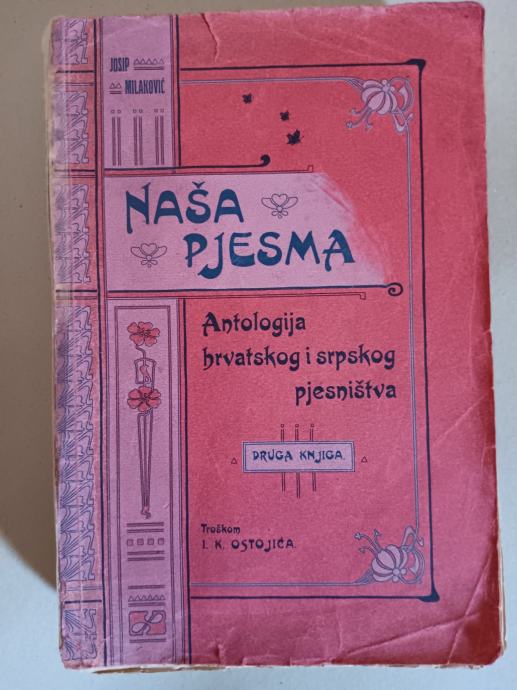 JOSIP
MILAKOVIĆ
NAŠA
PJESMA
Antologija
hrvatskog i srpskog
pjesništva
DRUGA KNJIGA.
Troškom
I. K. OSTOJIĆA.